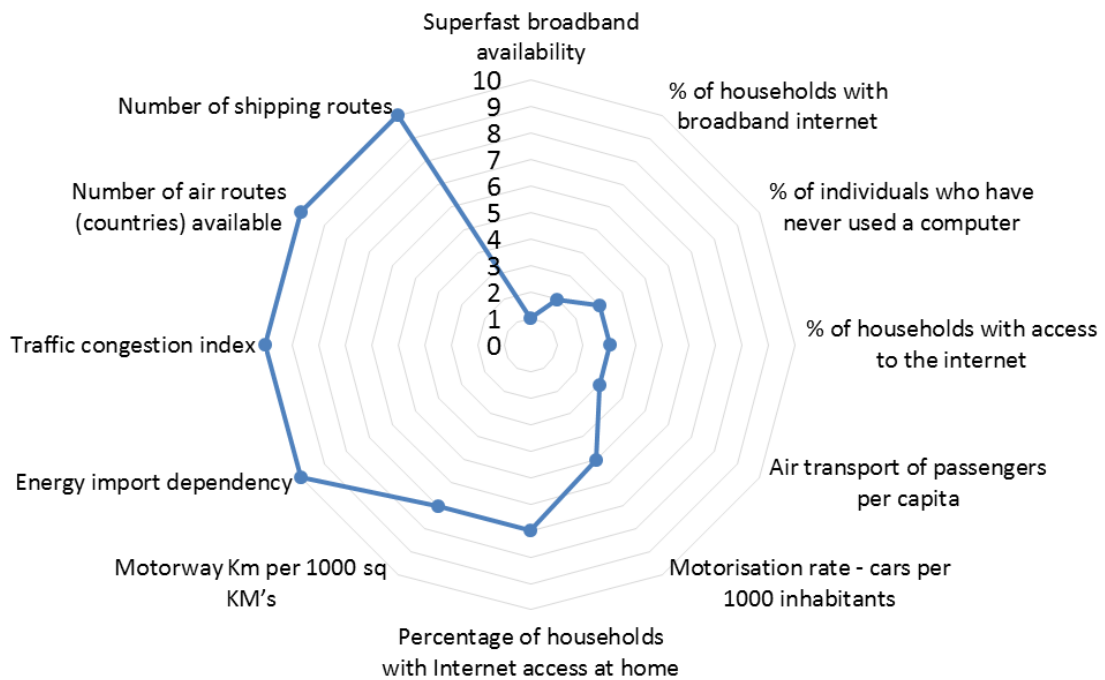 Superfast broadband
availability
% of households with
broadband internet
% of individuals who have
never used a computer
% of households with access
to the internet
Air transport of passengers
per capita
Motorisation rate - cars per
1000 inhabitants
Percentage of households
with Internet access at home
Motorway Km per 1000 sq
KM's
Energy import dependency
Traffic congestion index
Number of air routes
(countries) available
Number of shipping routes
10
9
8
7
6
5
4
3
2
1
0